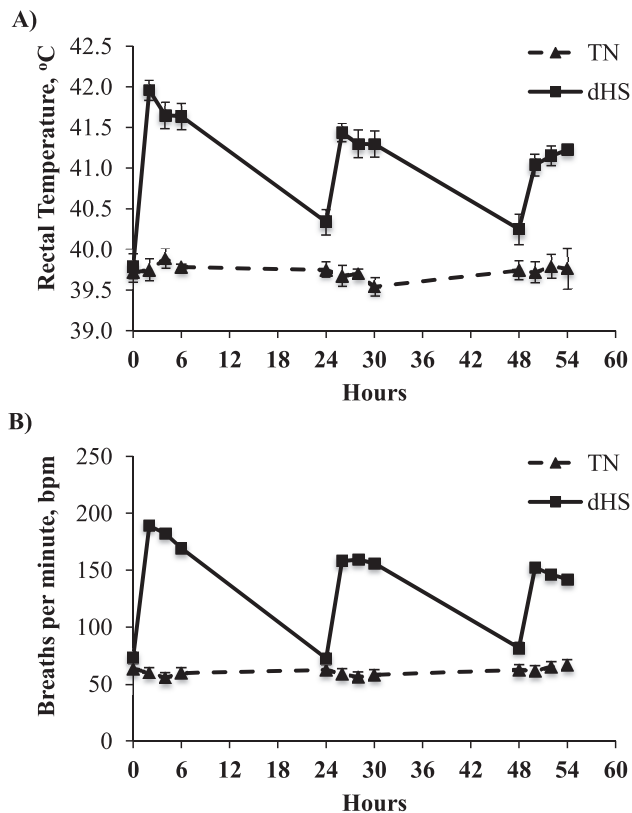 A)
42.5
42.0
41.5
41.0
40.5
40.0
39.5
39.0
Rectal Temperature, ᵒC
TN
dHS
0 6 12 18 24 30 36 42 48 54
Hours
B)
250
200
150
100
50
0
Breaths per minute, bpm
TN
dHS
0 6 12 18 24 30 36 42 48 54
Hours